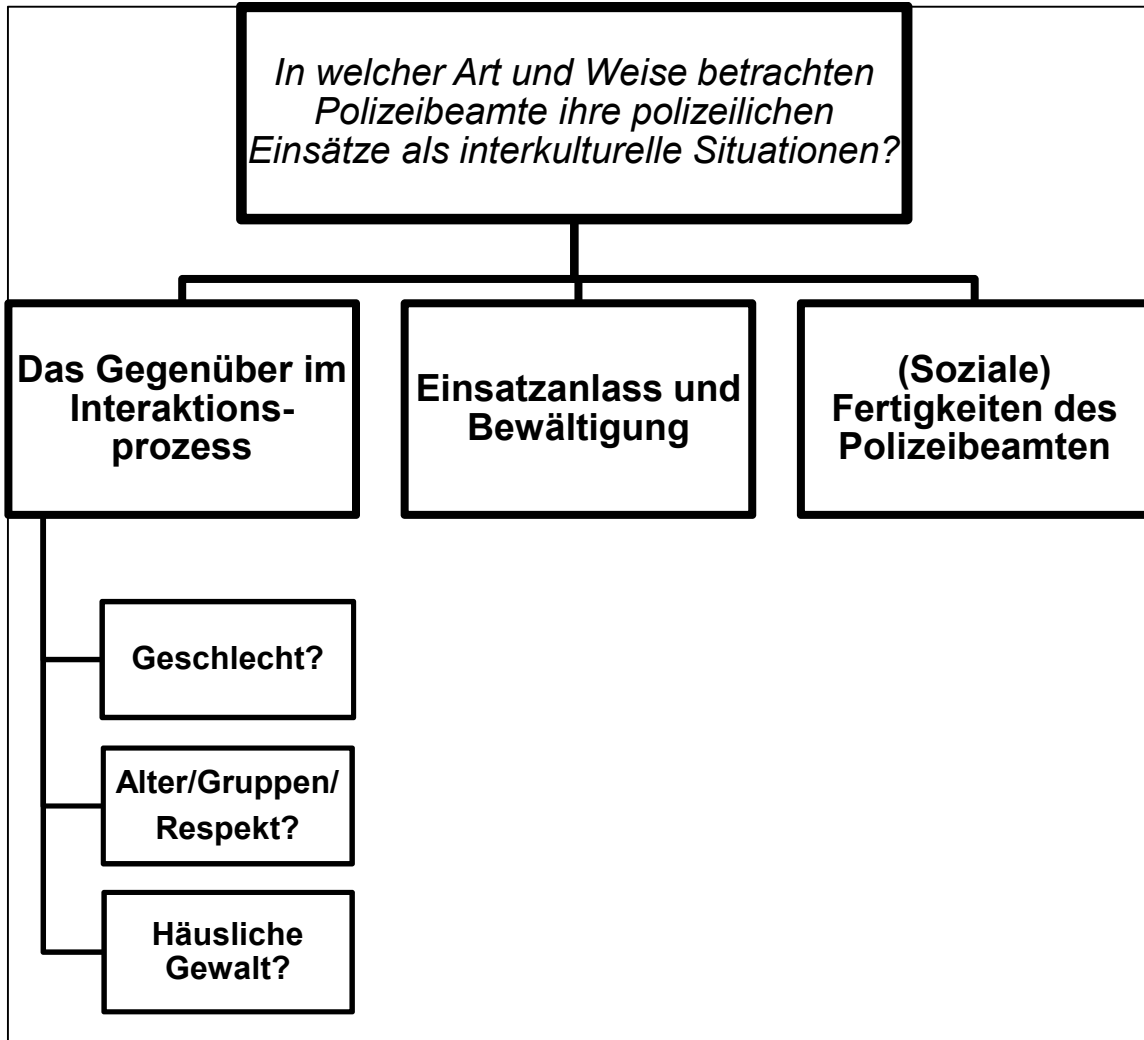 In welcher Art und Weise betrachten
Polizeibeamte ihre polizeilichen
Einsätze als interkulturelle Situationen?
Das Gegenüber im
Interaktions-
prozess
Einsatzanlass und
Bewältigung
(Soziale)
Fertigkeiten des
Polizeibeamten
Geschlecht?
Alter/Gruppen/
Respekt?
Häusliche
Gewalt?